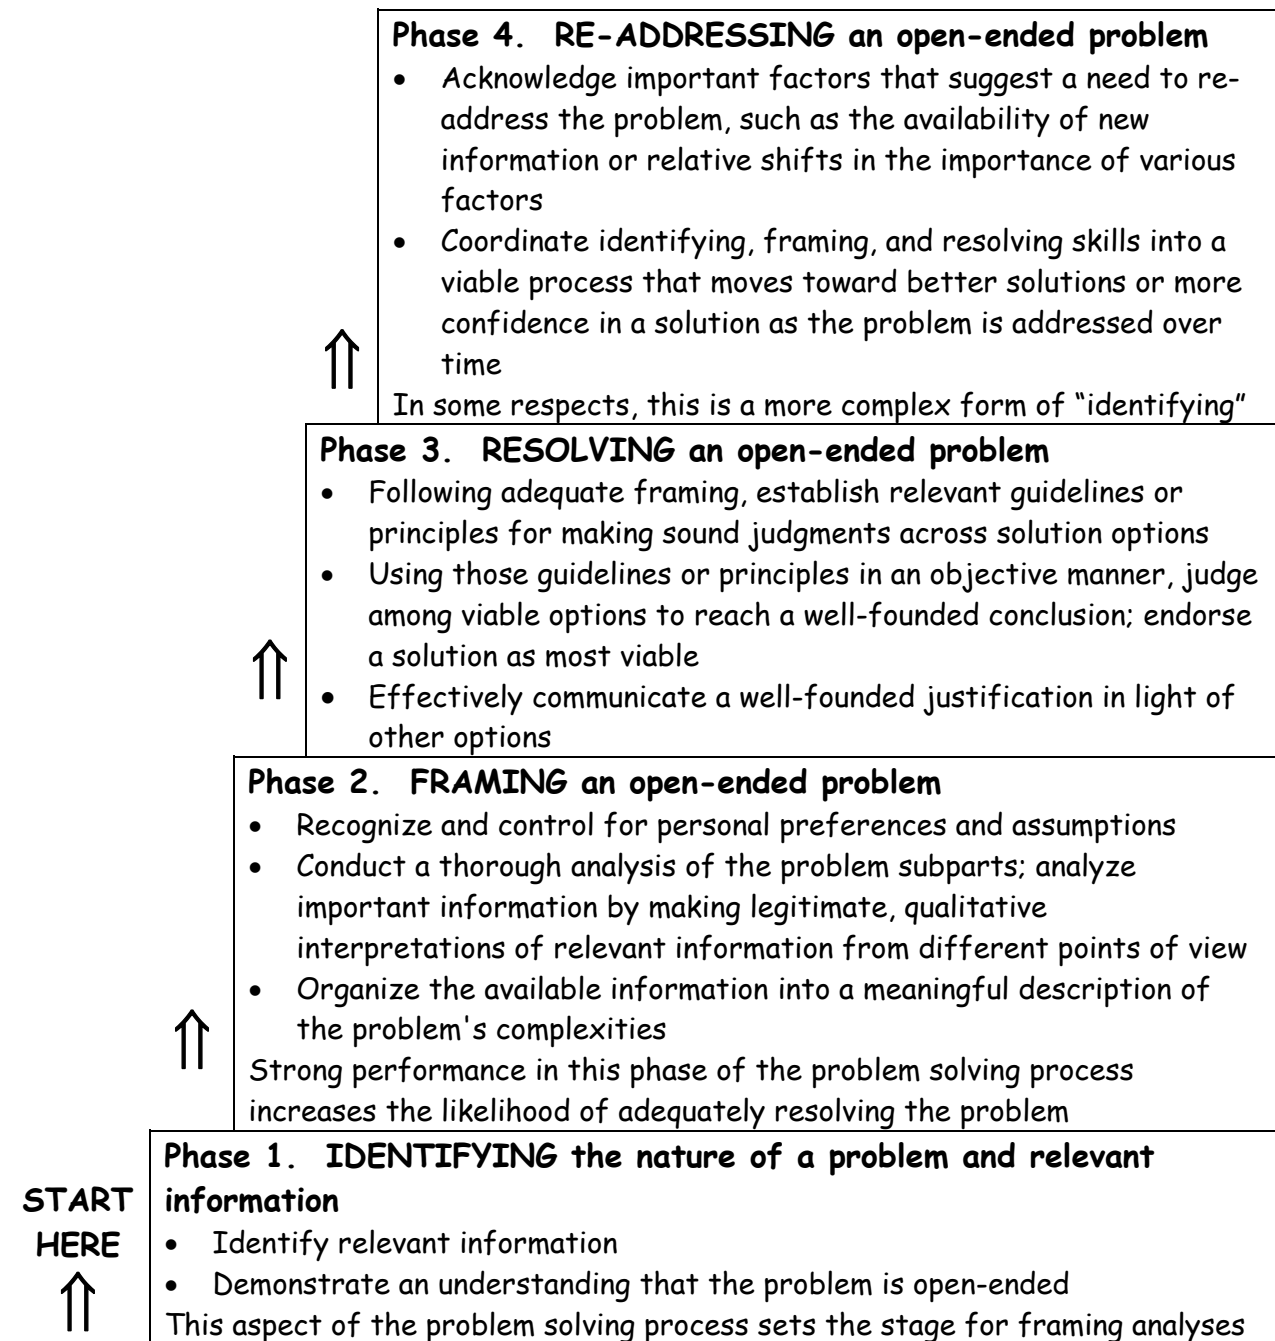 Phase 4. RE-ADDRESSING an open-ended problem
• Acknowledge important factors that suggest a need to re-
address the problem, such as the availability of new
information or relative shifts in the importance of various
factors
• Coordinate identifying, framing, and resolving skills into a
viable process that moves toward better solutions or more
confidence in a solution as the problem is addressed over
time
In some respects, this is a more complex form of “identifying”
Phase 3. RESOLVING an open-ended problem
• Following adequate framing, establish relevant guidelines or
principles for making sound judgments across solution options
• Using those guidelines or principles in an objective manner, judge
among viable options to reach a well-founded conclusion; endorse
a solution as most viable
• Effectively communicate a well-founded justification in light of
other options
Phase 2. FRAMING an open-ended problem
• Recognize and control for personal preferences and assumptions
• Conduct a thorough analysis of the problem subparts; analyze
important information by making legitimate, qualitative
interpretations of relevant information from different points of view
• Organize the available information into a meaningful description of
the problem's complexities
Strong performance in this phase of the problem solving process
increases the likelihood of adequately resolving the problem
START
HERE
Phase 1. IDENTIFYING the nature of a problem and relevant
information
• Identify relevant information
• Demonstrate an understanding that the problem is open-ended
This aspect of the problem solving process sets the stage for framing analyses